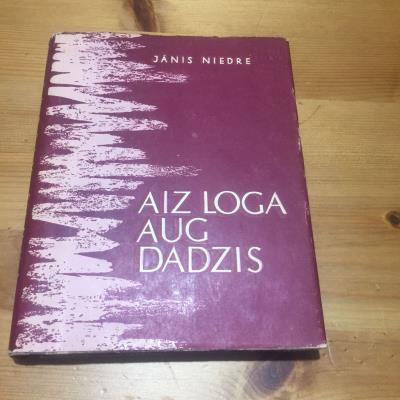 JĀNIS NIEDRE
AIZ LOGA
AUG
DADZIS